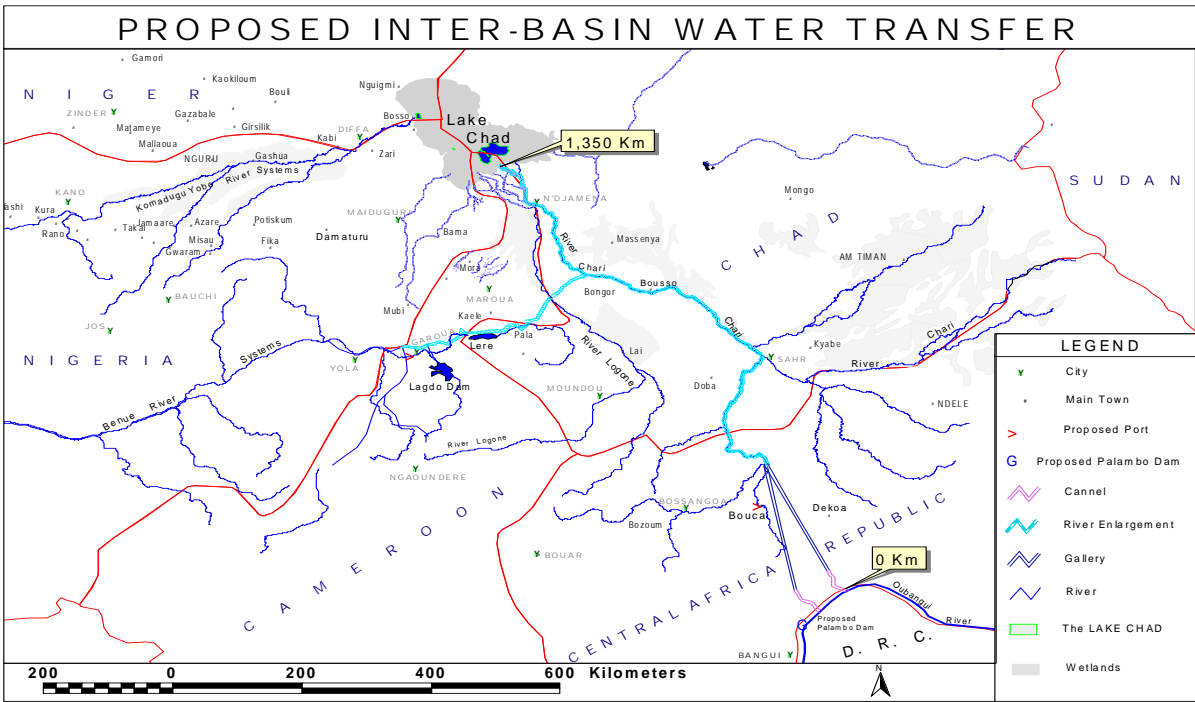 PROPOSED INTER-BASIN WATER TRANSFER
Gamori
Kaokiloum
Nguigmi
NIGER
Bouli
ZINDER
Gazabale
Bosso
Lake
Chad
Matameye
Girsilik
DIFFA
Kabi
1,350 Km
Mallaoua
Zari
NGURU
Gashua
SUDAN
Komadugu Yobe River Systems
KANO
Mongo
N'DJAMENA
Kura
MAIDUGURI
CHAD
Jamaare
Azare
Potiskum
Rano
Takai
Damaturu
Bama
River
Massenya
Misau
Fika
Gwaram
AM TIMAN
Mora
Chari
BAUCHI
MAROUA
Bongor
Bousso
Mubi
JOS
Kaele
Chari
Chari
GAROUA
Pala
Kyabe
NIGERIA
Systems
Lere
River Logone
Lai
SAHR
River
YOLA
Lagdo Dam
MOUNDOU
Doba
NDELE
Benue River
River Logone
NGAOUNDERE
BOSSANGOA
Bouca
Dekoa
Bozoum
CAMEROON
BOUAR
CENTRAL AFRICA REPUBLIC
0 Km
Oubangui
River
Proposed
Palambo Dam
G
D. R. C.
BANGUI
LEGEND
City
Main Town
Proposed Port
G Proposed Palambo Dam
Cannel
River Enlargement
Gallery
River
The LAKE CHAD
Wetlands
200 0 200 400 600 Kilometers
N